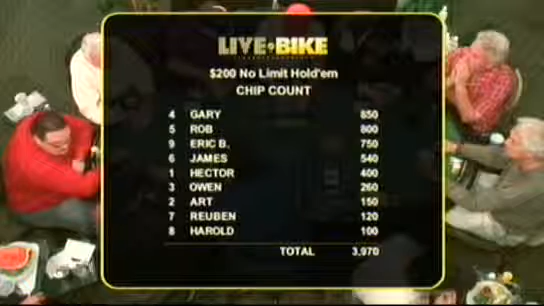 LIVE BIKE
$200 No Limit Hold'em
CHIP COUNT
4 GARY 850
5 ROB 800
9 ERIC B. 750
6 JAMES 540
1 HECTOR 400
3 OWEN 260
2 ART 150
7 REUBEN 120
8 HAROLD 100
TOTAL 3,970